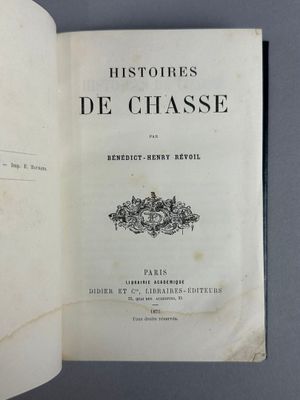 — Imp. E.
HISTOIRES
DE CHASSE
PAR
BÉNÉDICT-HENRY RÉVOIL
PARIS
LIBRAIRIE ACADÉMIQUE
DIDIER ET Cie, LIBRAIRES-ÉDITEURS
35, QUAI DES AUGUSTINS, 35
Tous droits réservés.